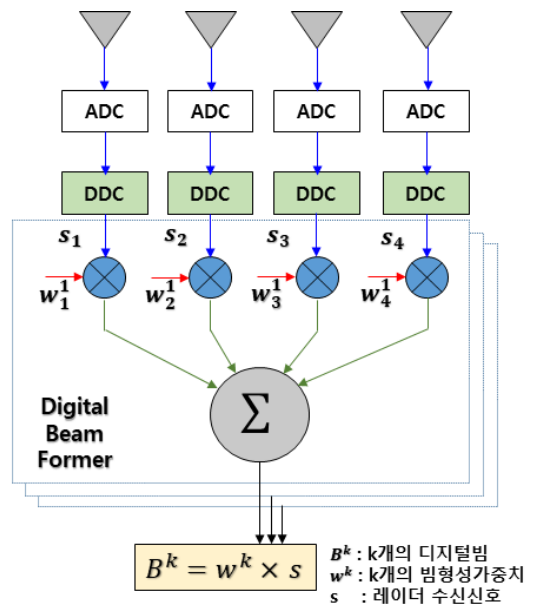 ADC ADC ADC ADC
DDC DDC DDC DDC
s₁ s₂ s₃ s₄
w₁¹ w₂¹ w₃¹ w₄¹
Σ
Digital
Beam
Former
Bᵏ = wᵏ × s
Bᵏ : k개의 디지털빔
wᵏ : k개의 빔형성가중치
s : 레이더 수신신호